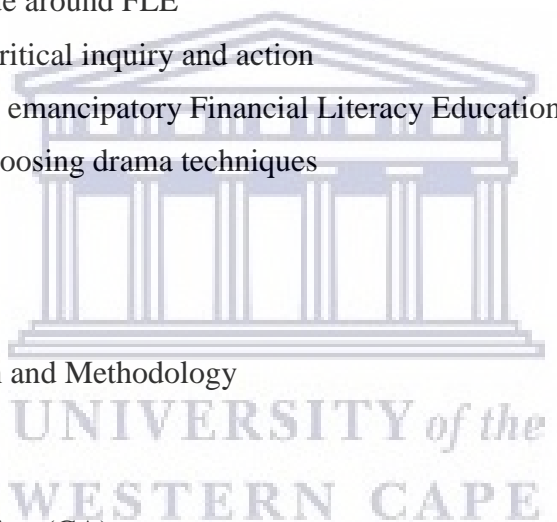 e around FLE
ritical inquiry and action
emancipatory Financial Literacy Education
oosing drama techniques
and Methodology
UNIVERSITY of the
WESTERN CAPE